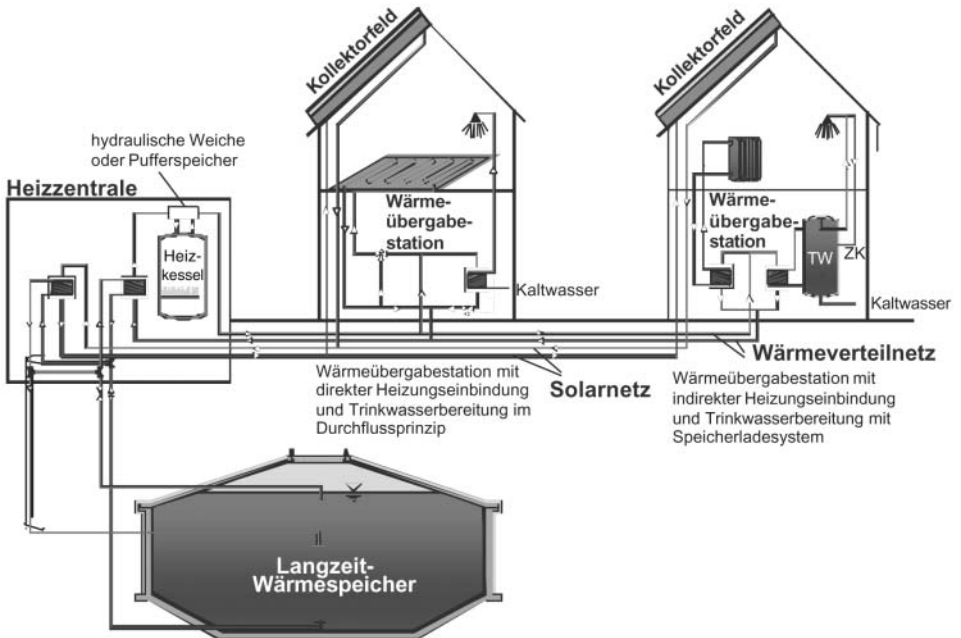 Kollektorfeld
Kollektorfeld
hydraulische Weiche
oder Pufferspeicher
Heizzentrale
Heiz-
kessel
Wärme-
übergabe-
station
Kaltwasser
Wärme-
übergabe-
station
TW
ZK
Kaltwasser
Wärmeverteilnetz
Solarnetz
Wärmeübergabestation mit
direkter Heizungseinbindung
und Trinkwasserbereitung im
Durchflussprinzip
Wärmeübergabestation mit
indirekter Heizungseinbindung
und Trinkwasserbereitung mit
Speicherladesystem
Langzeit-
Wärmespeicher